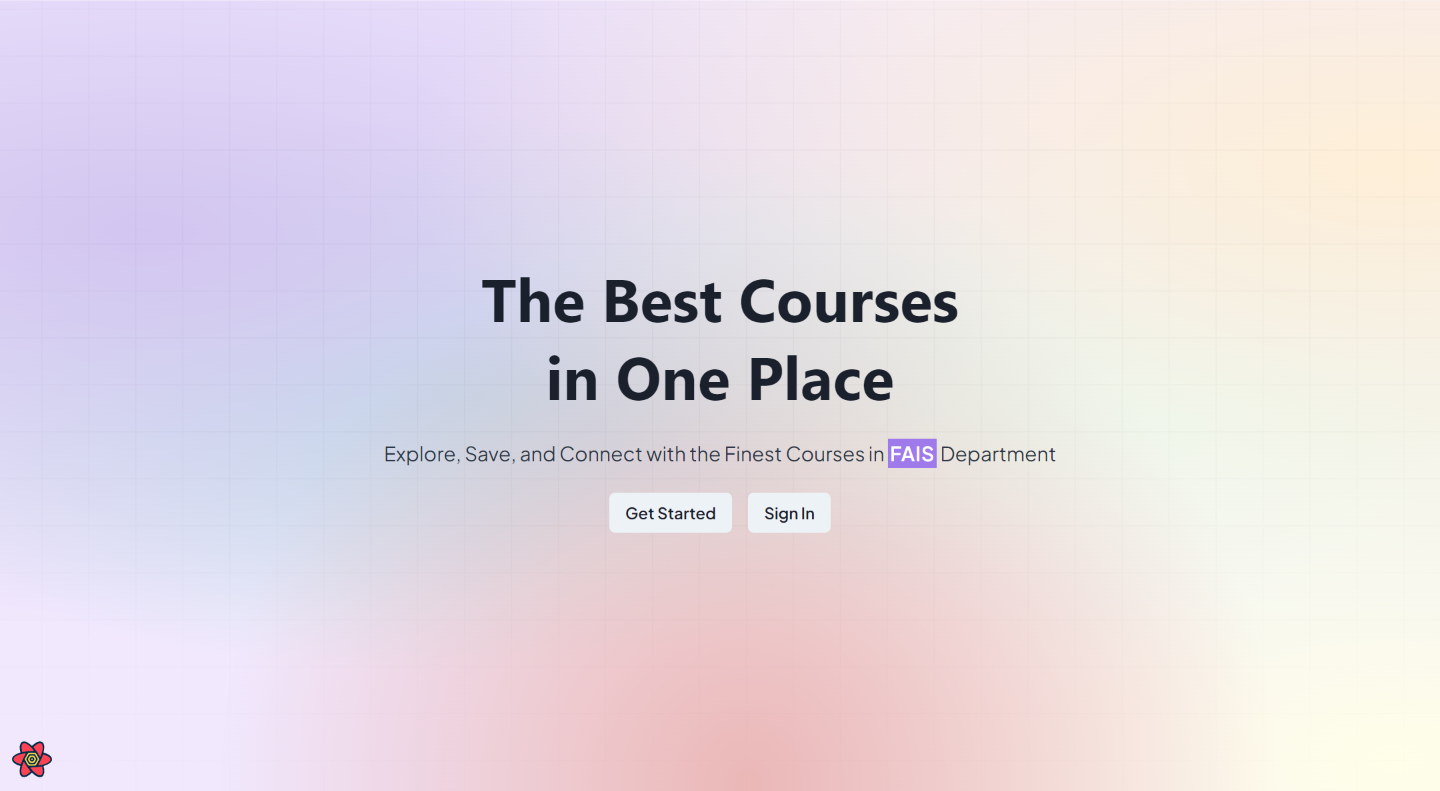 The Best Courses
in One Place
Explore, Save, and Connect with the Finest Courses in FAIS Department
Get Started Sign In